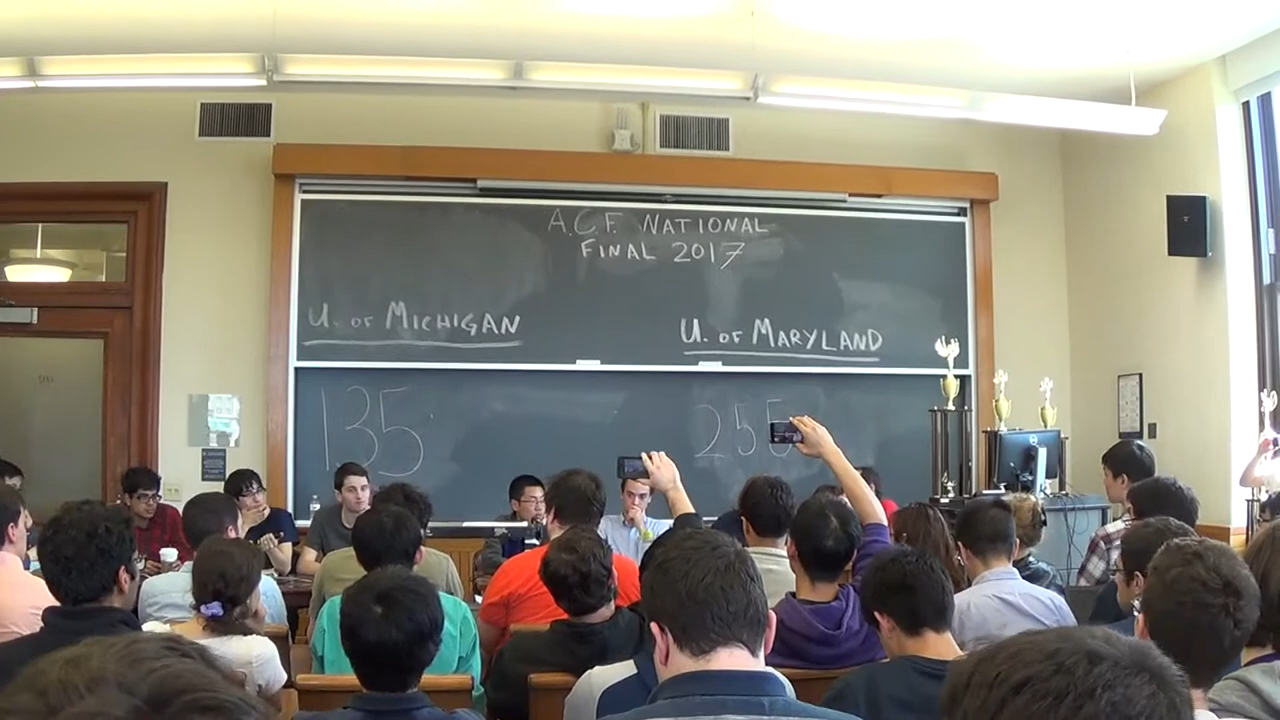 A.C.F. NATIONAL
FINAL 2017
U. OF MICHIGAN
U. OF MARYLAND
135
255